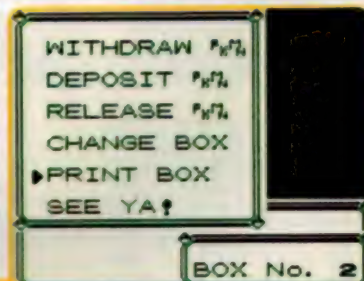 WITHDRAW PKMN
DEPOSIT PKMN
RELEASE PKMN
CHANGE BOX
▶PRINT BOX
SEE YA!
BOX No. 2